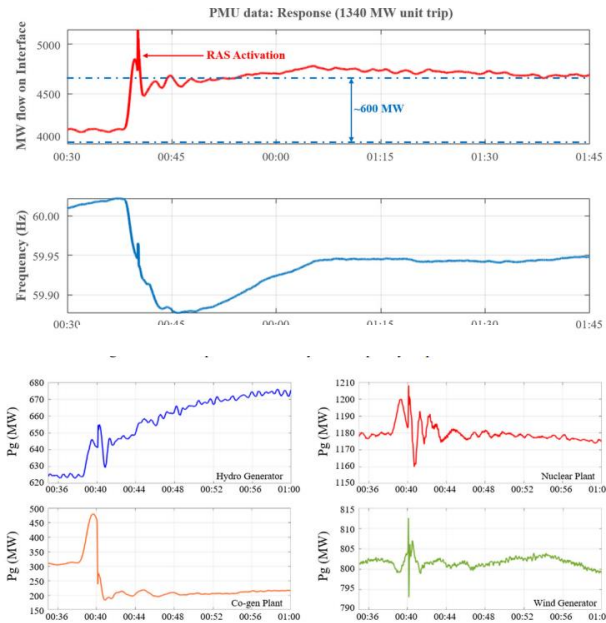 PMU data: Response (1340 MW unit trip)
MW flow on Interface
5000
4500
4000
RAS Activation
~600 MW
00:30 00:45 00:00 01:15 01:30 01:45
Frequency (Hz)
60.00
59.95
59.90
00:30 00:45 00:00 01:15 01:30 01:45
Pg (MW)
680
670
660
650
640
630
620
Hydro Generator
00:36 00:40 00:44 00:48 00:52 00:56 01:00
Pg (MW)
1210
1200
1190
1180
1170
1160
1150
Nuclear Plant
00:36 00:40 00:44 00:48 00:52 00:56 01:00
Pg (MW)
500
450
400
350
300
250
200
150
Co-gen Plant
00:36 00:40 00:44 00:48 00:52 00:56 01:00
Pg (MW)
815
810
805
800
795
790
Wind Generator
00:36 00:40 00:44 00:48 00:52 00:56 01:00